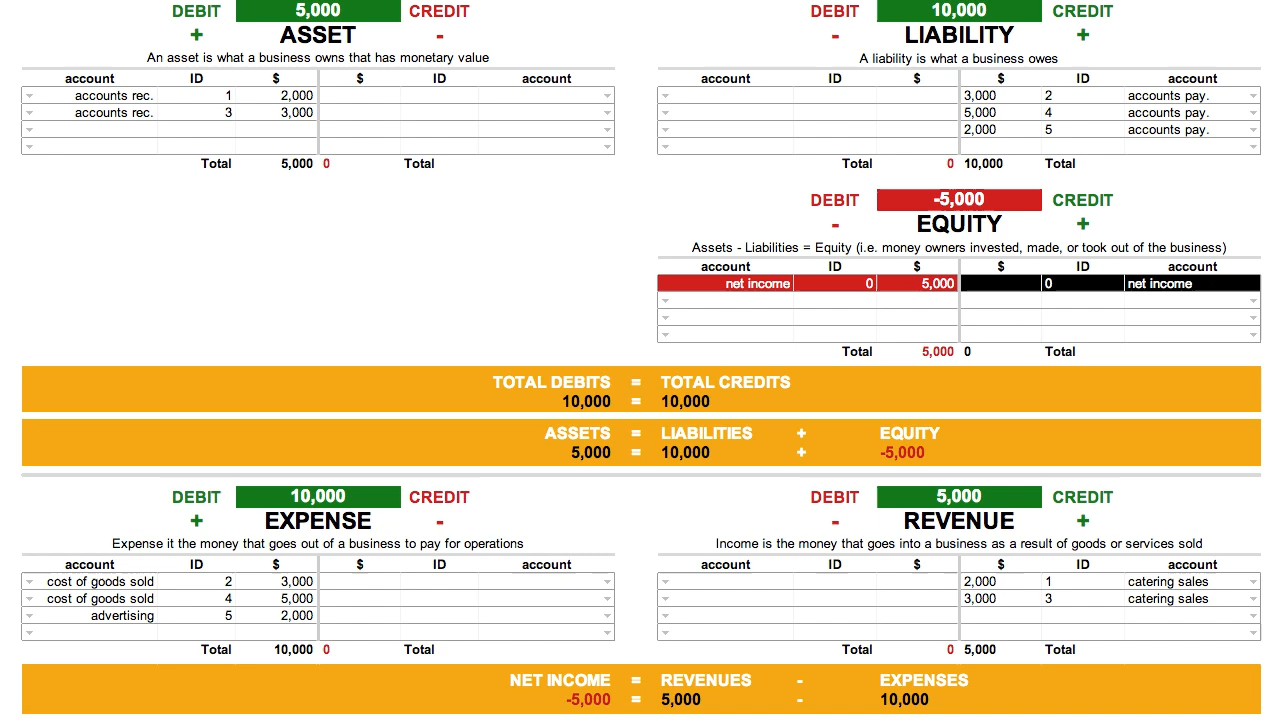 DEBIT 5,000 CREDIT
+ ASSET -
An asset is what a business owns that has monetary value
account ID $ $ ID account
accounts rec. 1 2,000
accounts rec. 3 3,000
Total 5,000 0 Total
DEBIT 10,000 CREDIT
- LIABILITY +
A liability is what a business owes
account ID $ $ ID account
3,000 2 accounts pay.
5,000 4 accounts pay.
2,000 5 accounts pay.
Total 0 10,000 Total
DEBIT -5,000 CREDIT
- EQUITY +
Assets - Liabilities = Equity (i.e. money owners invested, made, or took out of the business)
account ID $ $ ID account
net income 0 5,000 0 net income
Total 5,000 0 Total
TOTAL DEBITS = TOTAL CREDITS
10,000 = 10,000
ASSETS = LIABILITIES + EQUITY
5,000 = 10,000 + -5,000
DEBIT 10,000 CREDIT
+ EXPENSE -
Expense it the money that goes out of a business to pay for operations
account ID $ $ ID account
cost of goods sold 2 3,000
cost of goods sold 4 5,000
advertising 5 2,000
Total 10,000 0 Total
DEBIT 5,000 CREDIT
- REVENUE +
Income is the money that goes into a business as a result of goods or services sold
account ID $ $ ID account
2,000 1 catering sales
3,000 3 catering sales
Total 0 5,000 Total
NET INCOME = REVENUES - EXPENSES
-5,000 = 5,000 - 10,000